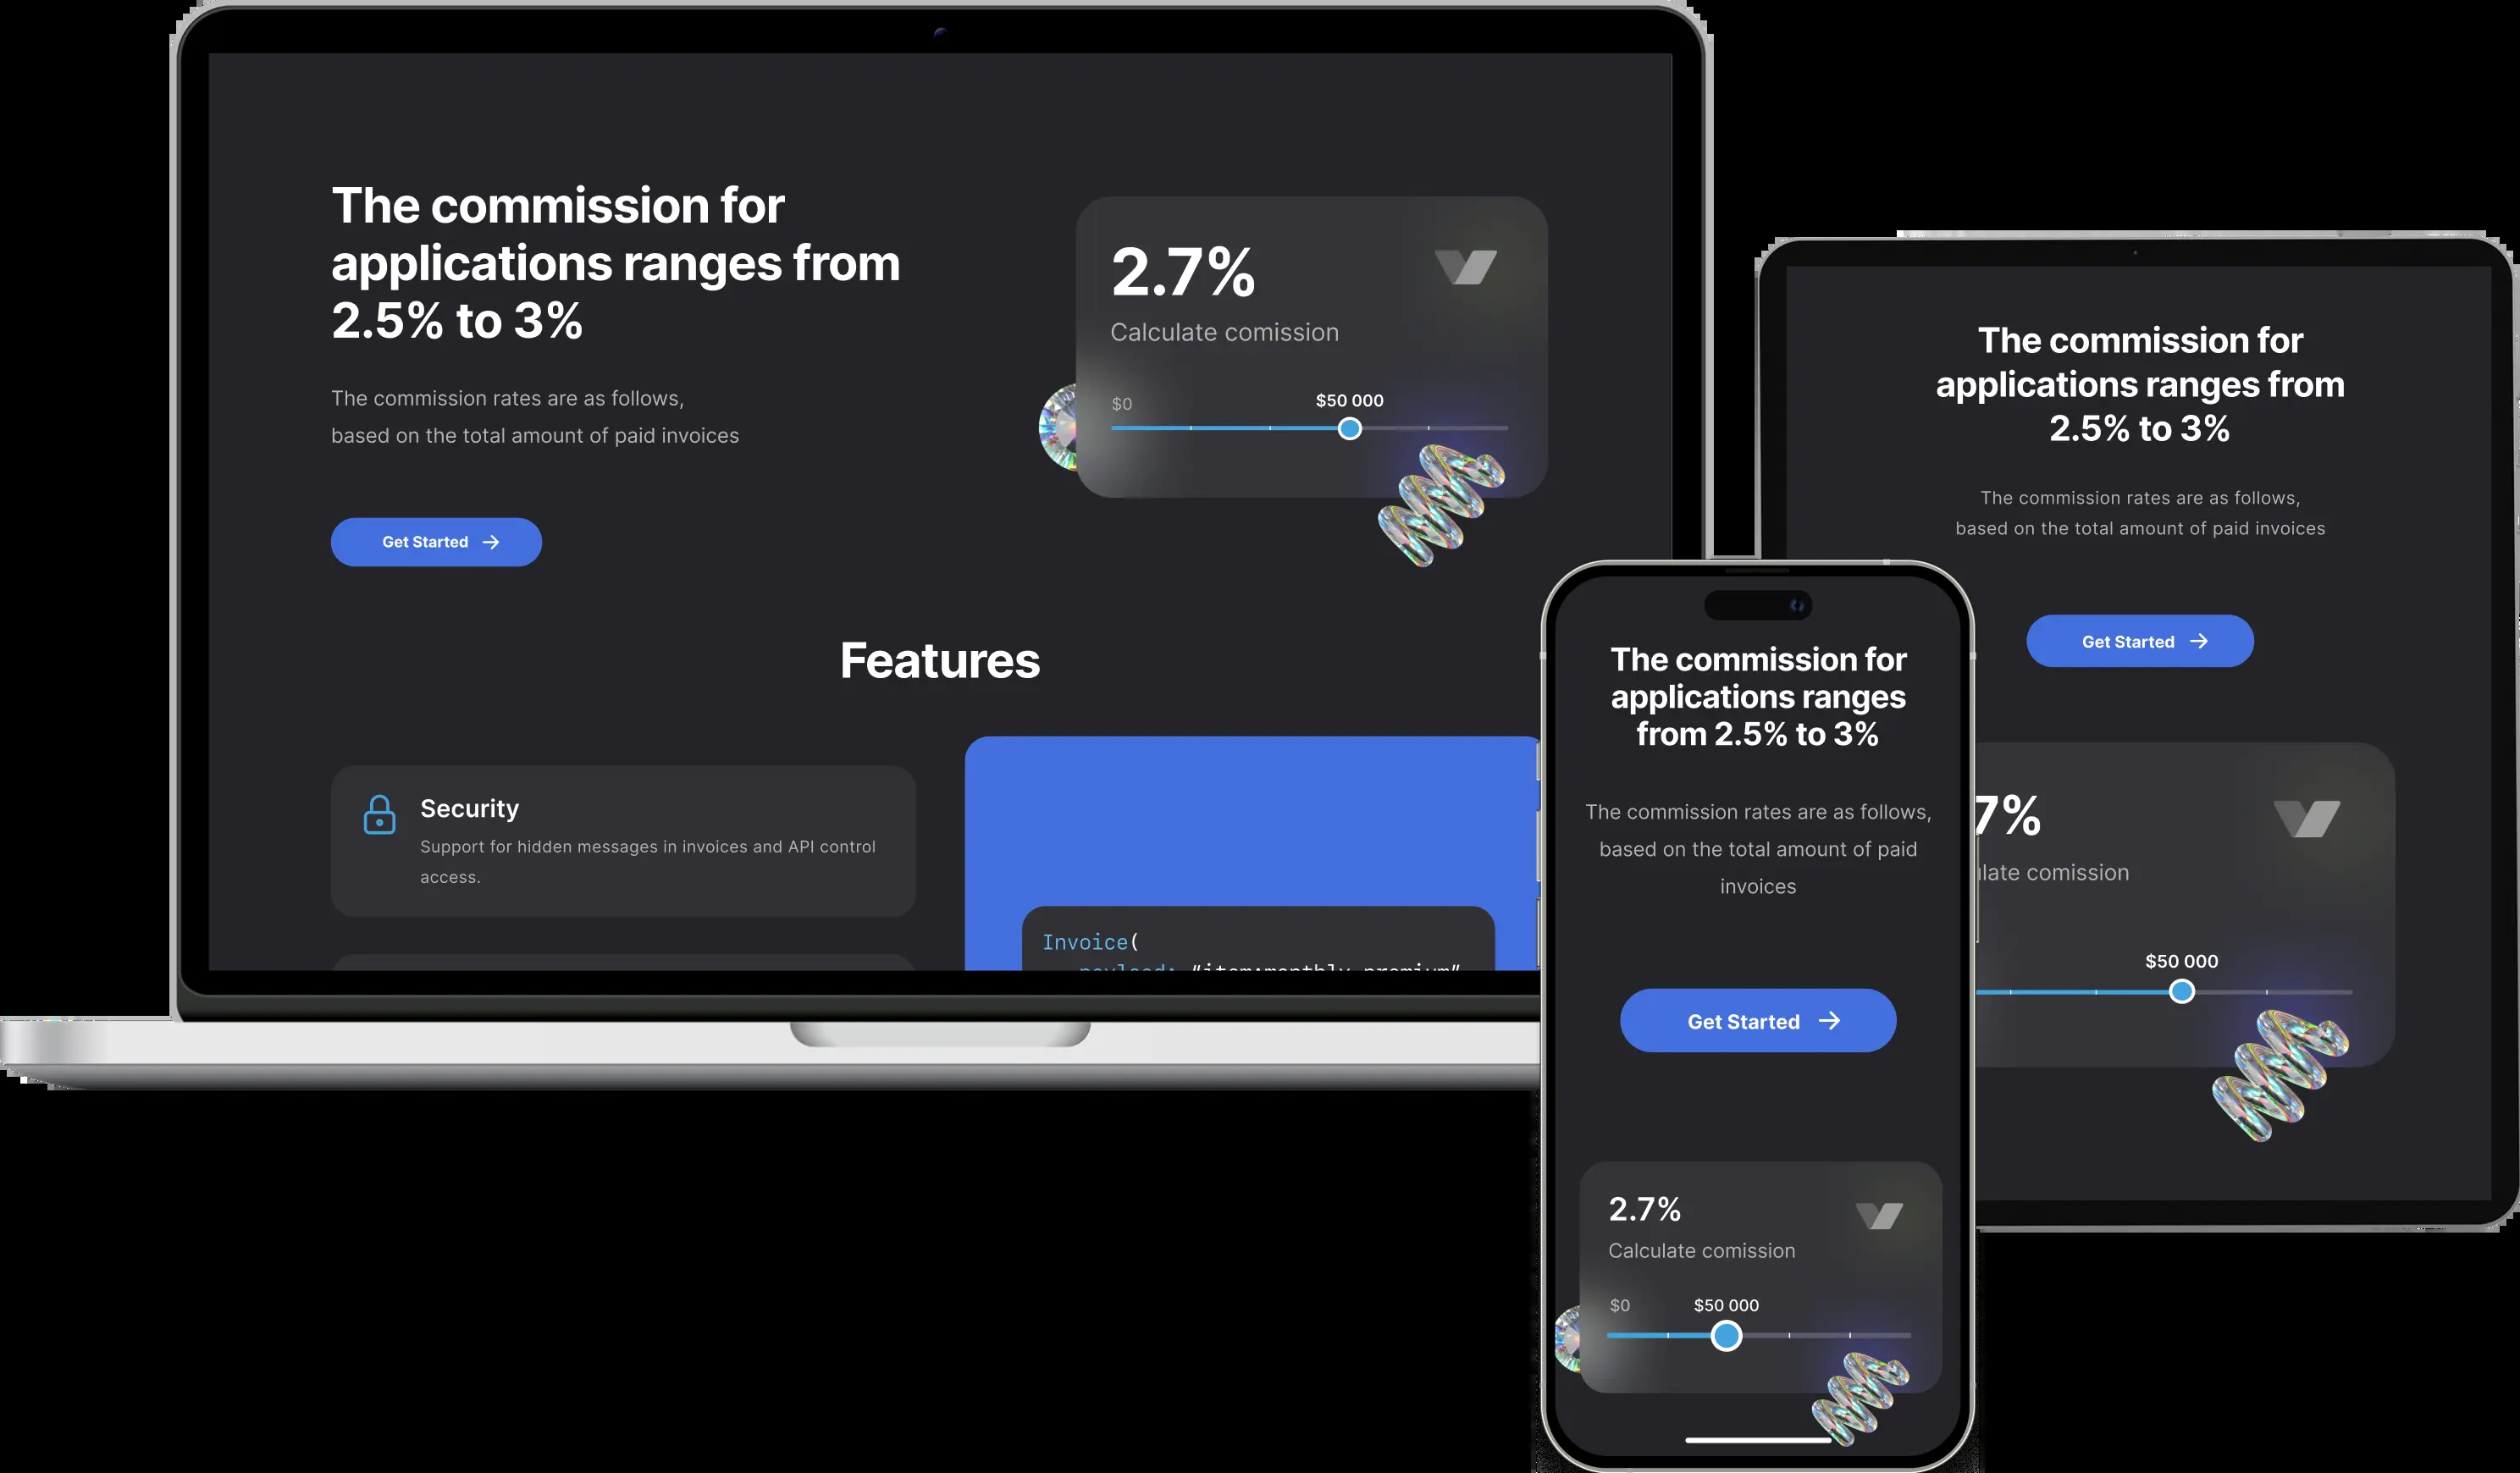 The commission for
applications ranges from
2.5% to 3%
The commission rates are as follows,
based on the total amount of paid invoices
Get Started
2.7%
Calculate comission
$0
$50 000
Features
Security
Support for hidden messages in invoices and API control
access.
Invoice(
payload: “item:monthly_premium”
The commission for
applications ranges
from 2.5% to 3%
The commission rates are as follows,
based on the total amount of paid
invoices
Get Started
2.7%
Calculate comission
$0
$50 000
The commission for
applications ranges from
2.5% to 3%
The commission rates are as follows,
based on the total amount of paid invoices
Get Started
7%
late comission
$50 000